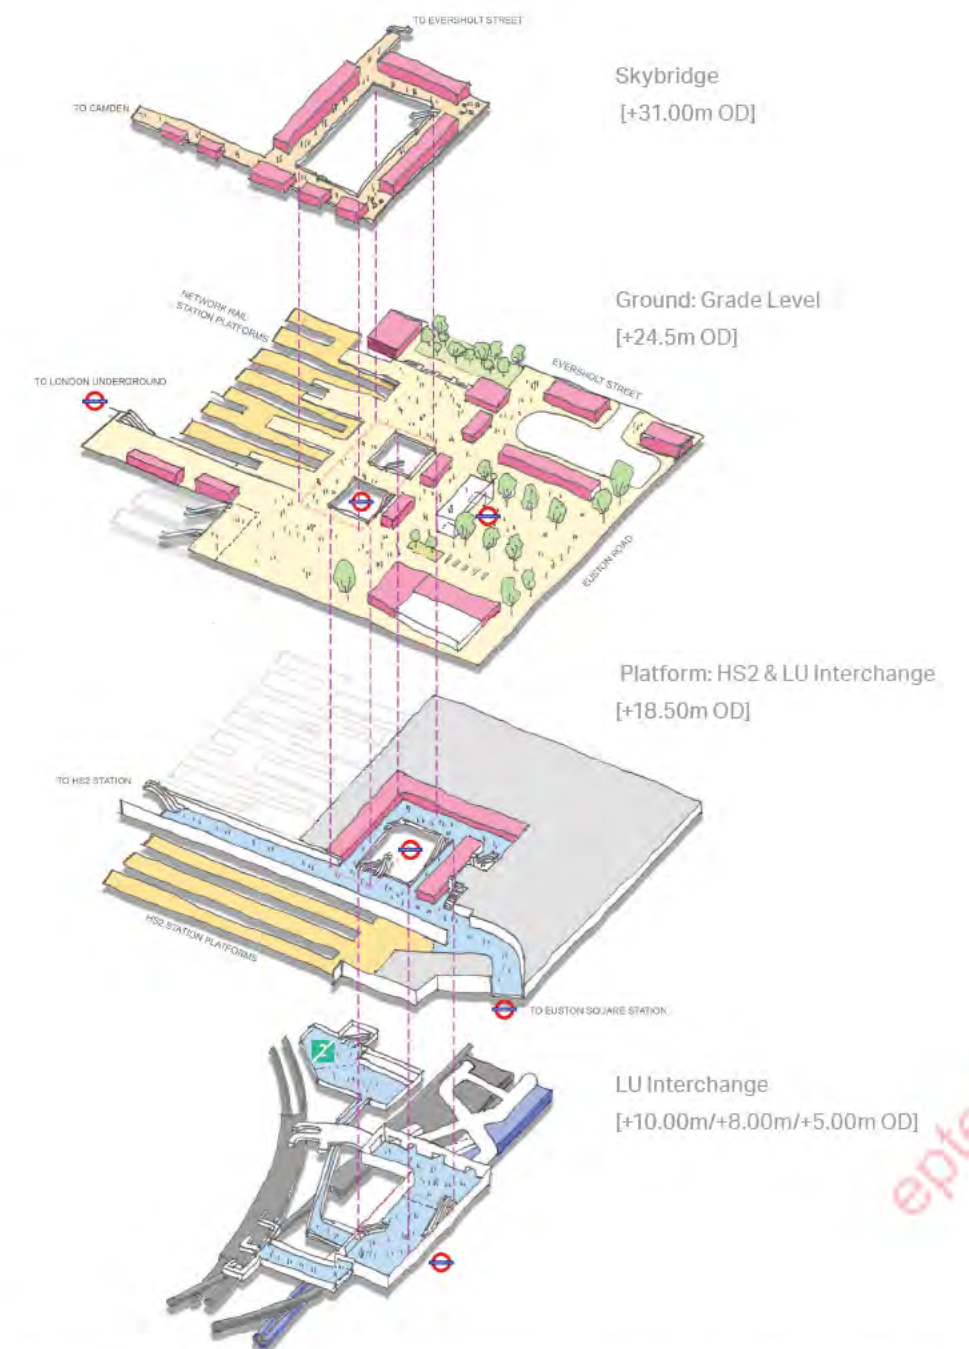 TO EVERSHOLT STREET
Skybridge
[+31.00m OD]
TO CAMDEN
Ground: Grade Level
[+24.5m OD]
NETWORK RAIL
STATION PLATFORMS
EVERSHOLT STREET
TO LONDON UNDERGROUND
EUSTON ROAD
Platform: HS2 & LU Interchange
[+18.50m OD]
TO HS2 STATION
HS2 STATION PLATFORMS
TO EUSTON SQUARE STATION
2
LU Interchange
[+10.00m/+8.00m/+5.00m OD]
epte